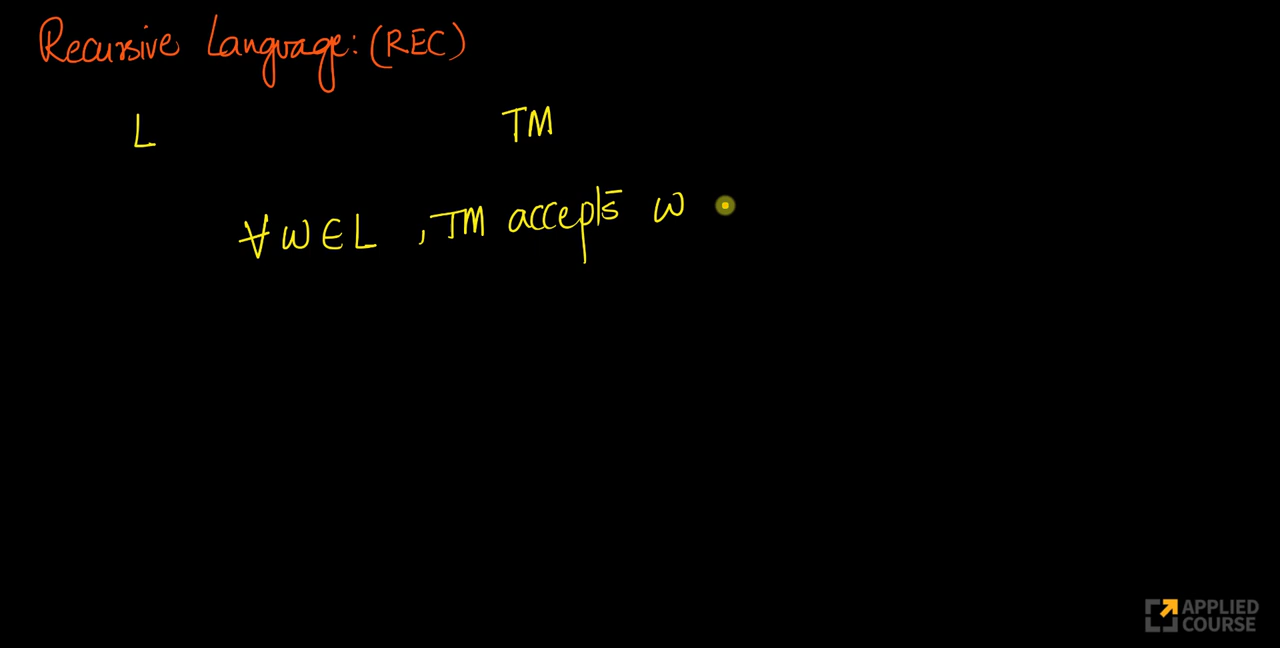 Recursive Language: (REC)
L TM
∀ w ∈ L , TM accepts w
APPLIED
COURSE